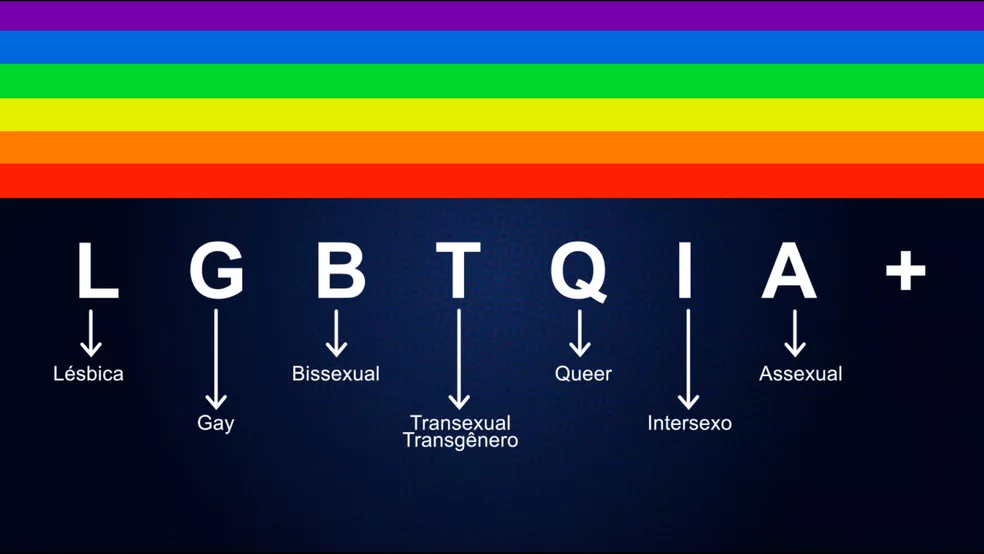 L G B T Q I A +
Lésbica Bissexual Queer Assexual
Gay Transexual Intersexo
Transgênero